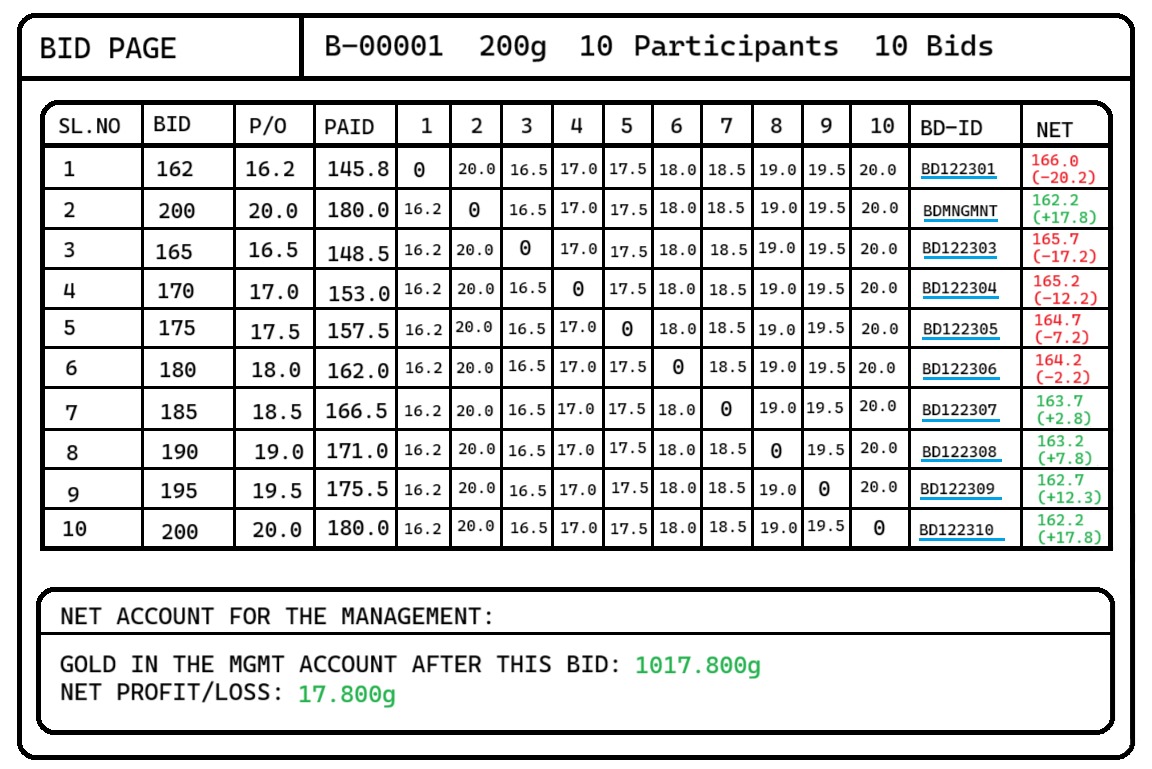 BID PAGE
B-00001 200g 10 Participants 10 Bids
SL.NO BID P/O PAID 1 2 3 4 5 6 7 8 9 10 BD-ID NET
1 162 16.2 145.8 0 20.0 16.5 17.0 17.5 18.0 18.5 19.0 19.5 20.0 BD122301 166.0
(-20.2)
2 200 20.0 180.0 16.2 0 16.5 17.0 17.5 18.0 18.5 19.0 19.5 20.0 BDMNGMNT 162.2
(+17.8)
3 165 16.5 148.5 16.2 20.0 0 17.0 17.5 18.0 18.5 19.0 19.5 20.0 BD122303 165.7
(-17.2)
4 170 17.0 153.0 16.2 20.0 16.5 0 17.5 18.0 18.5 19.0 19.5 20.0 BD122304 165.2
(-12.2)
5 175 17.5 157.5 16.2 20.0 16.5 17.0 0 18.0 18.5 19.0 19.5 20.0 BD122305 164.7
(-7.2)
6 180 18.0 162.0 16.2 20.0 16.5 17.0 17.5 0 18.5 19.0 19.5 20.0 BD122306 164.2
(-2.2)
7 185 18.5 166.5 16.2 20.0 16.5 17.0 17.5 18.0 0 19.0 19.5 20.0 BD122307 163.7
(+2.8)
8 190 19.0 171.0 16.2 20.0 16.5 17.0 17.5 18.0 18.5 0 19.5 20.0 BD122308 163.2
(+7.8)
9 195 19.5 175.5 16.2 20.0 16.5 17.0 17.5 18.0 18.5 19.0 0 20.0 BD122309 162.7
(+12.3)
10 200 20.0 180.0 16.2 20.0 16.5 17.0 17.5 18.0 18.5 19.0 19.5 0 BD122310 162.2
(+17.8)
NET ACCOUNT FOR THE MANAGEMENT:
GOLD IN THE MGMT ACCOUNT AFTER THIS BID: 1017.800g
NET PROFIT/LOSS: 17.800g